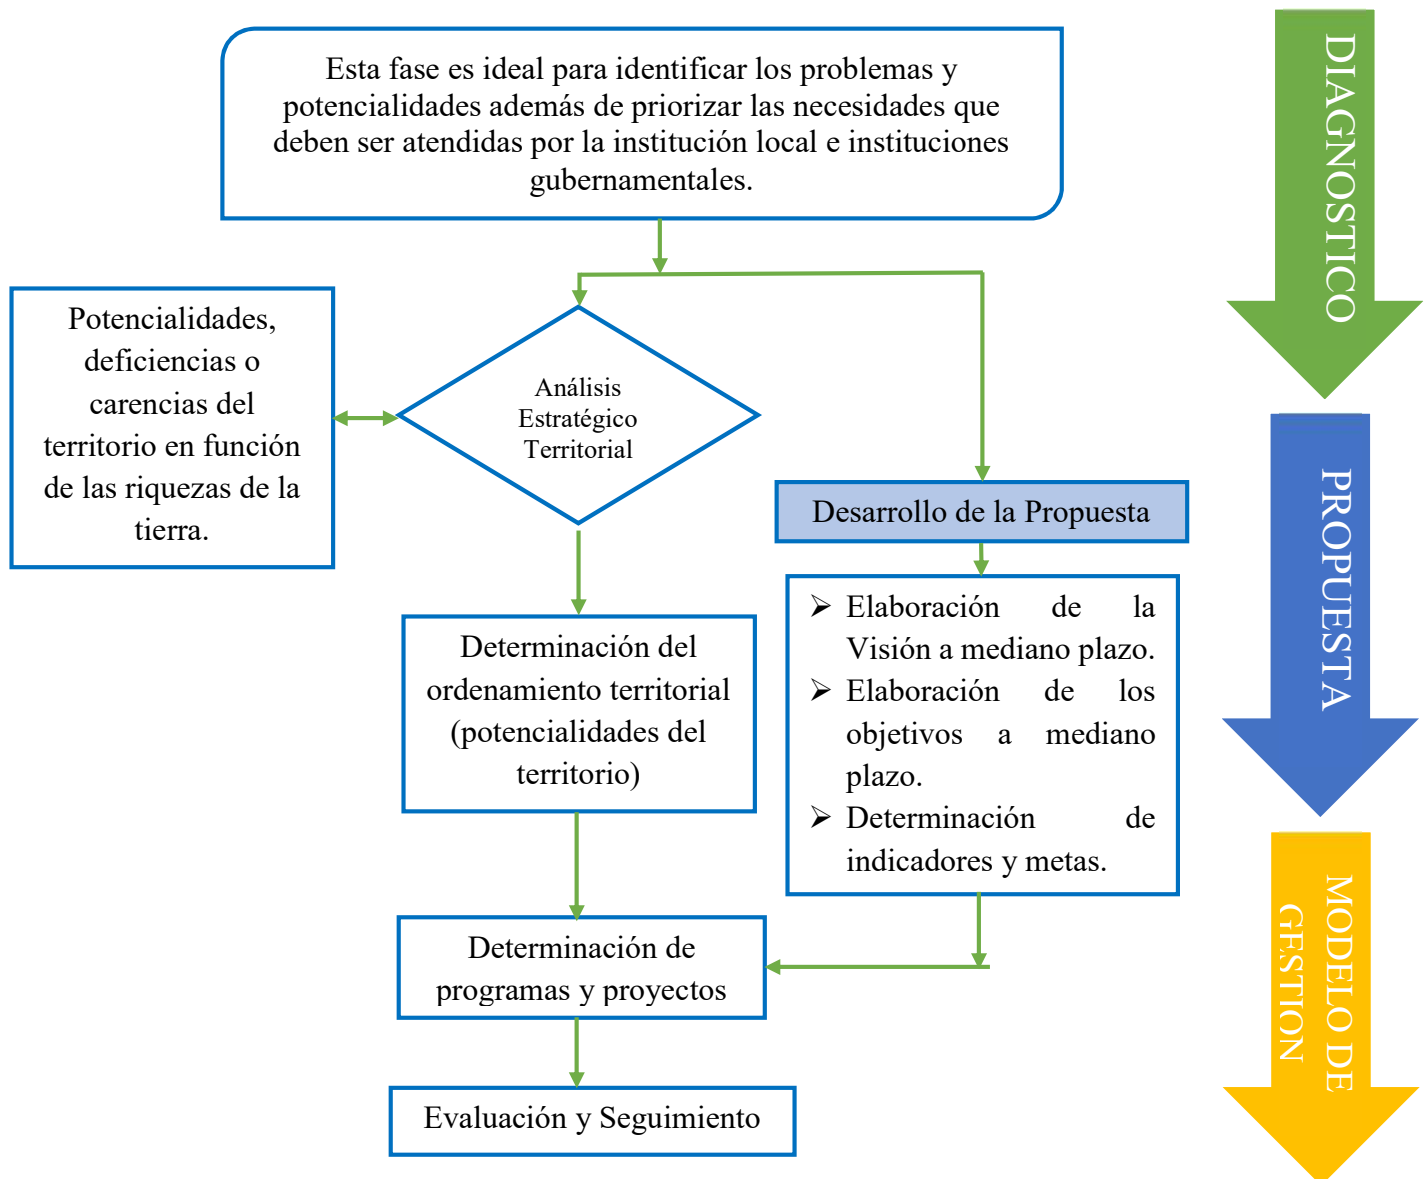 Esta fase es ideal para identificar los problemas y
potencialidades además de priorizar las necesidades que
deben ser atendidas por la institución local e instituciones
gubernamentales.
DIAGNOSTICO
Potencialidades,
deficiencias o
carencias del
territorio en función
de las riquezas de la
tierra.
Análisis
Estratégico
Territorial
Desarrollo de la Propuesta
PROPUESTA
Determinación del
ordenamiento territorial
(potencialidades del
territorio)
➢ Elaboración de la
Visión a mediano plazo.
➢ Elaboración de los
objetivos a mediano
plazo.
➢ Determinación de
indicadores y metas.
Determinación de
programas y proyectos
MODELO DE
GESTION
Evaluación y Seguimiento